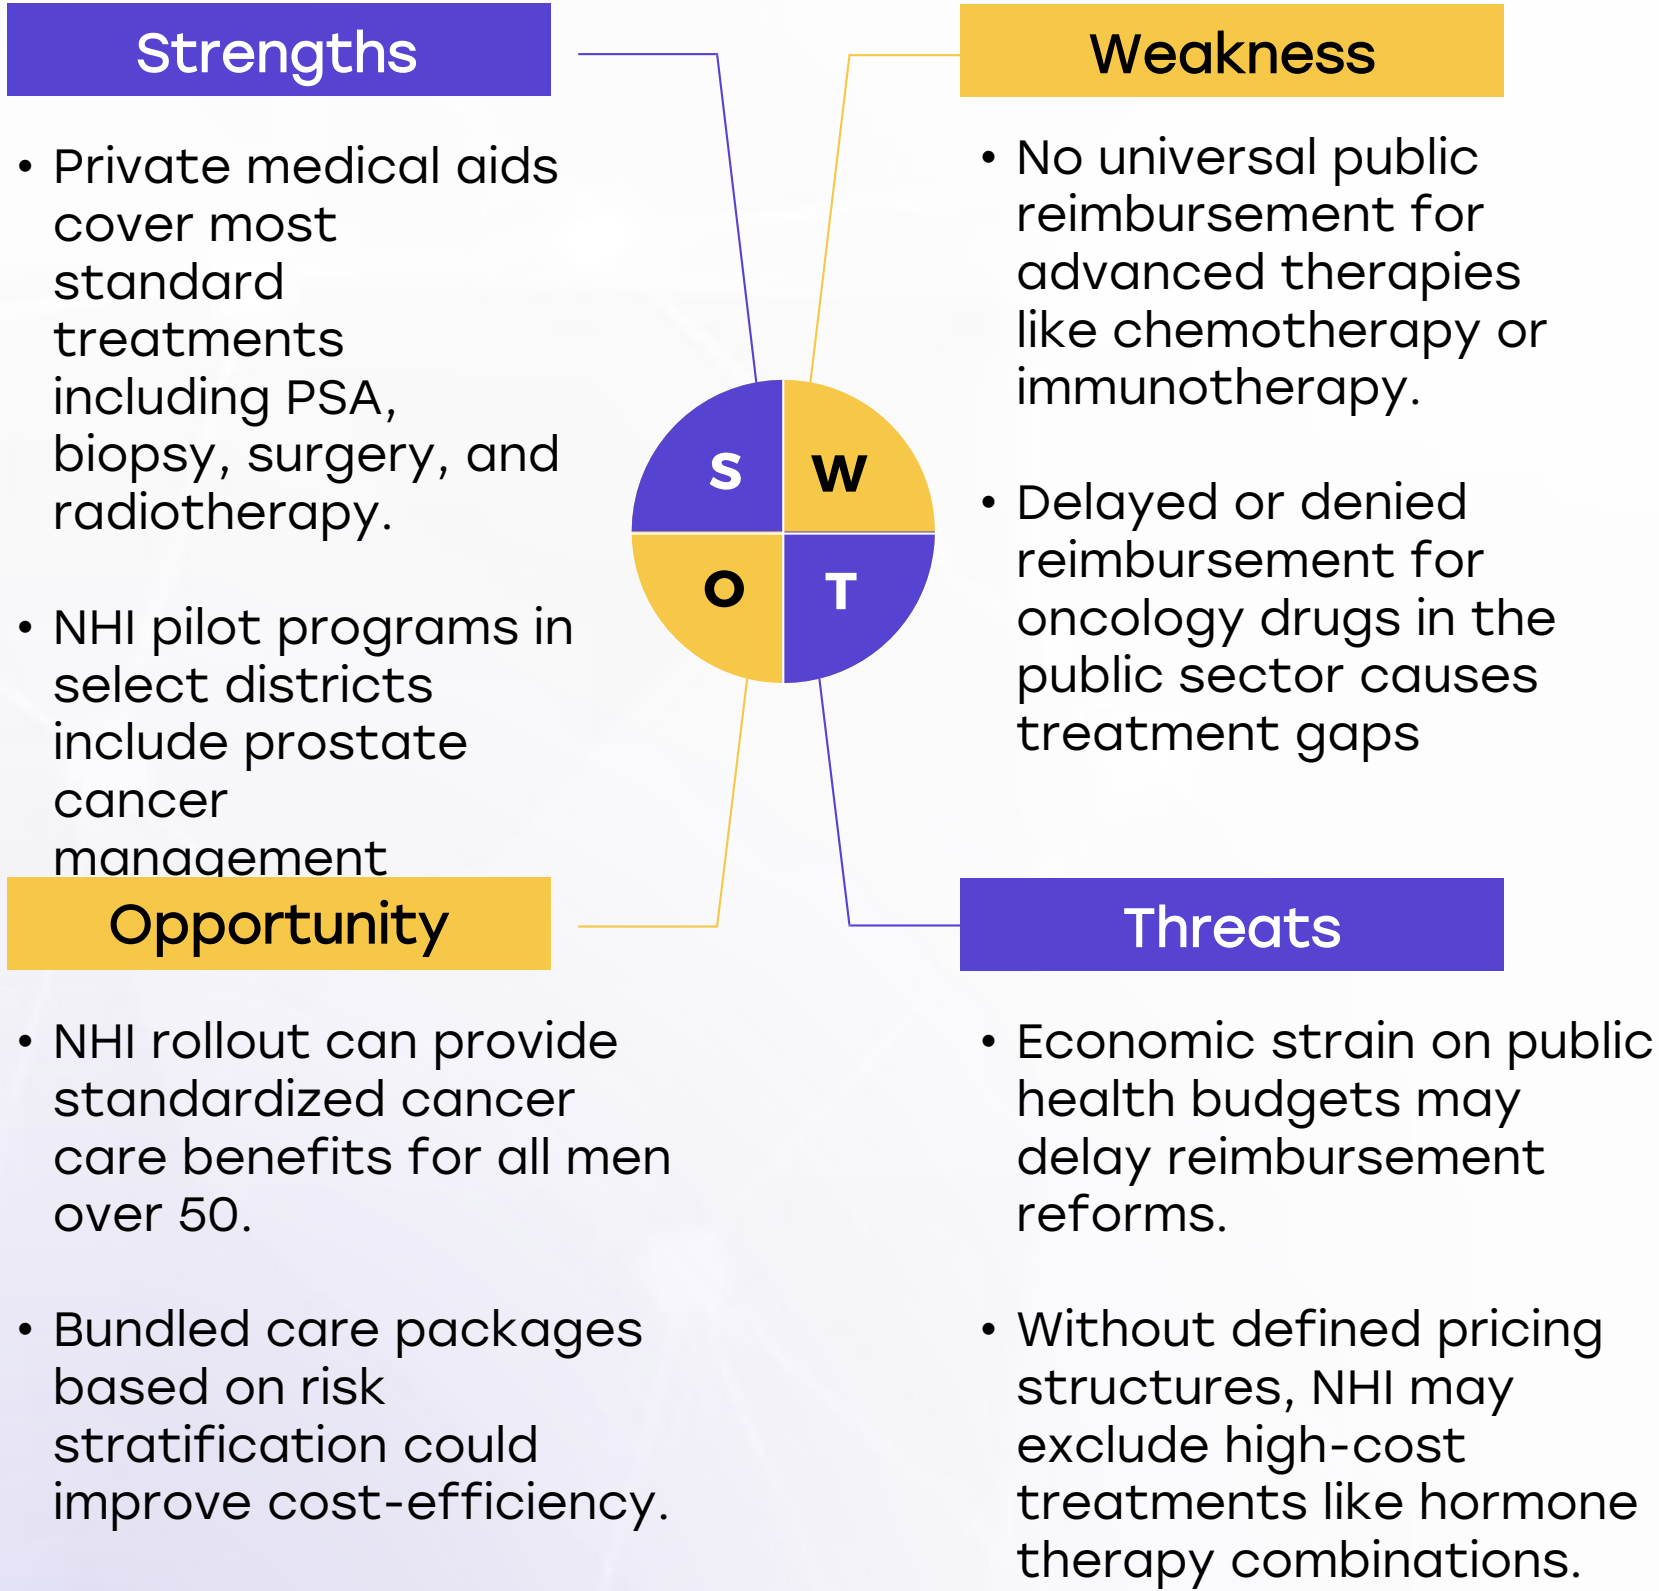 Strengths
• Private medical aids
cover most
standard
treatments
including PSA,
biopsy, surgery, and
radiotherapy.
• NHI pilot programs in
select districts
include prostate
cancer
management
Weakness
• No universal public
reimbursement for
advanced therapies
like chemotherapy or
immunotherapy.
• Delayed or denied
reimbursement for
oncology drugs in the
public sector causes
treatment gaps
S
W
O
T
Opportunity
• NHI rollout can provide
standardized cancer
care benefits for all men
over 50.
• Bundled care packages
based on risk
stratification could
improve cost-efficiency.
Threats
• Economic strain on public
health budgets may
delay reimbursement
reforms.
• Without defined pricing
structures, NHI may
exclude high-cost
treatments like hormone
therapy combinations.